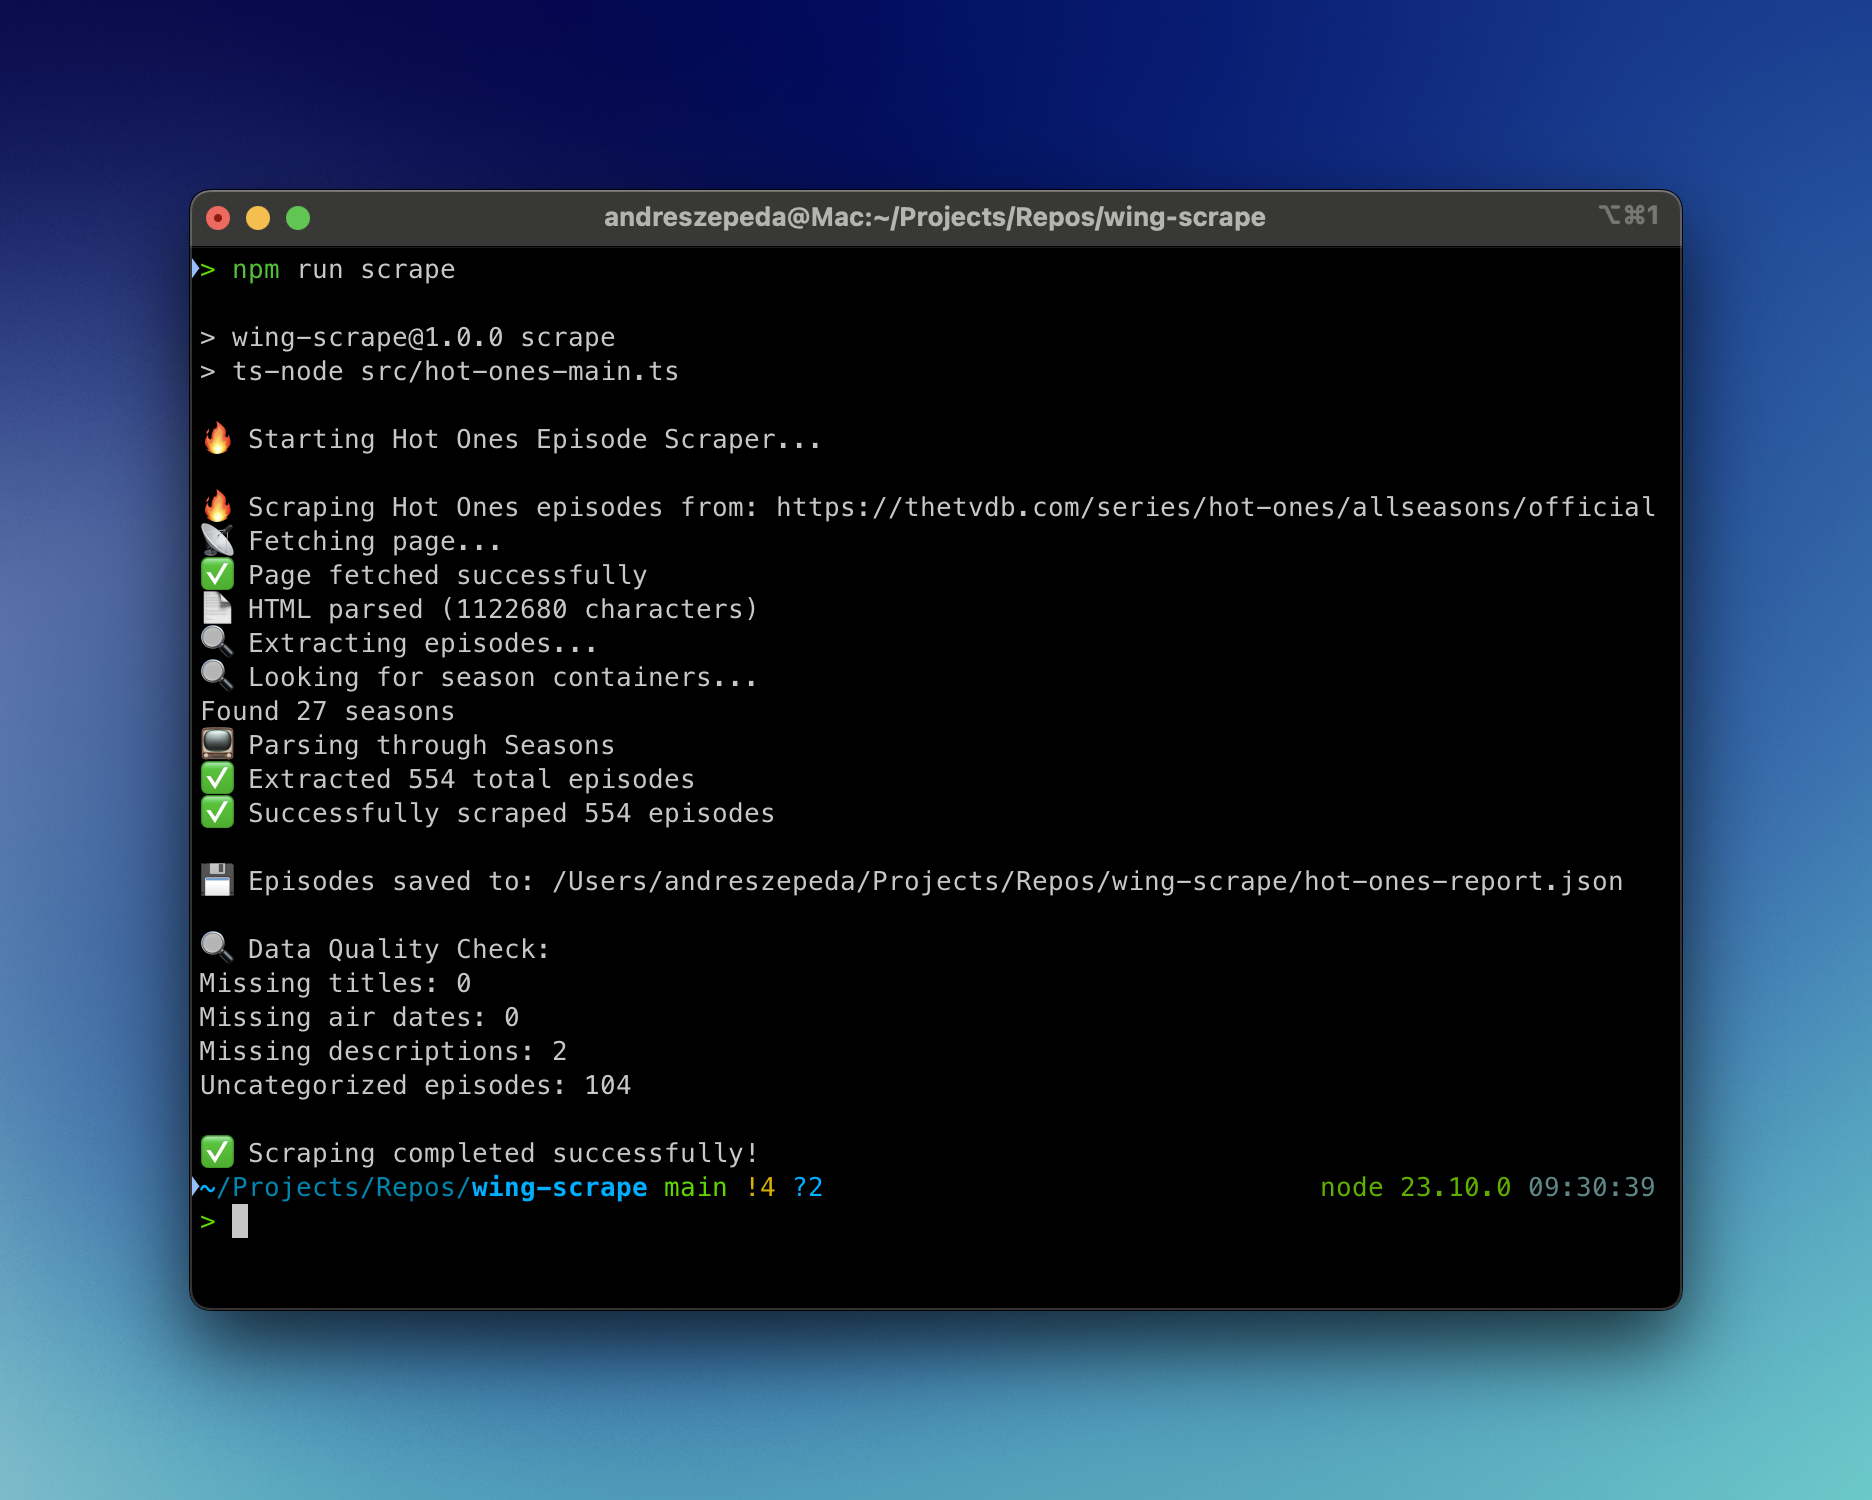 andreszepeda@Mac:~/Projects/Repos/wing-scrape ⌥⌘1
> npm run scrape
> wing-scrape@1.0.0 scrape
> ts-node src/hot-ones-main.ts
🔥 Starting Hot Ones Episode Scraper...
🔥 Scraping Hot Ones episodes from: https://thetvdb.com/series/hot-ones/allseasons/official
📡 Fetching page...
✅ Page fetched successfully
📄 HTML parsed (1122680 characters)
🔍 Extracting episodes...
🔍 Looking for season containers...
Found 27 seasons
📺 Parsing through Seasons
✅ Extracted 554 total episodes
✅ Successfully scraped 554 episodes
💾 Episodes saved to: /Users/andreszepeda/Projects/Repos/wing-scrape/hot-ones-report.json
🔍 Data Quality Check:
Missing titles: 0
Missing air dates: 0
Missing descriptions: 2
Uncategorized episodes: 104
✅ Scraping completed successfully!
~/Projects/Repos/wing-scrape main !4 ?2 node 23.10.0 09:30:39
>